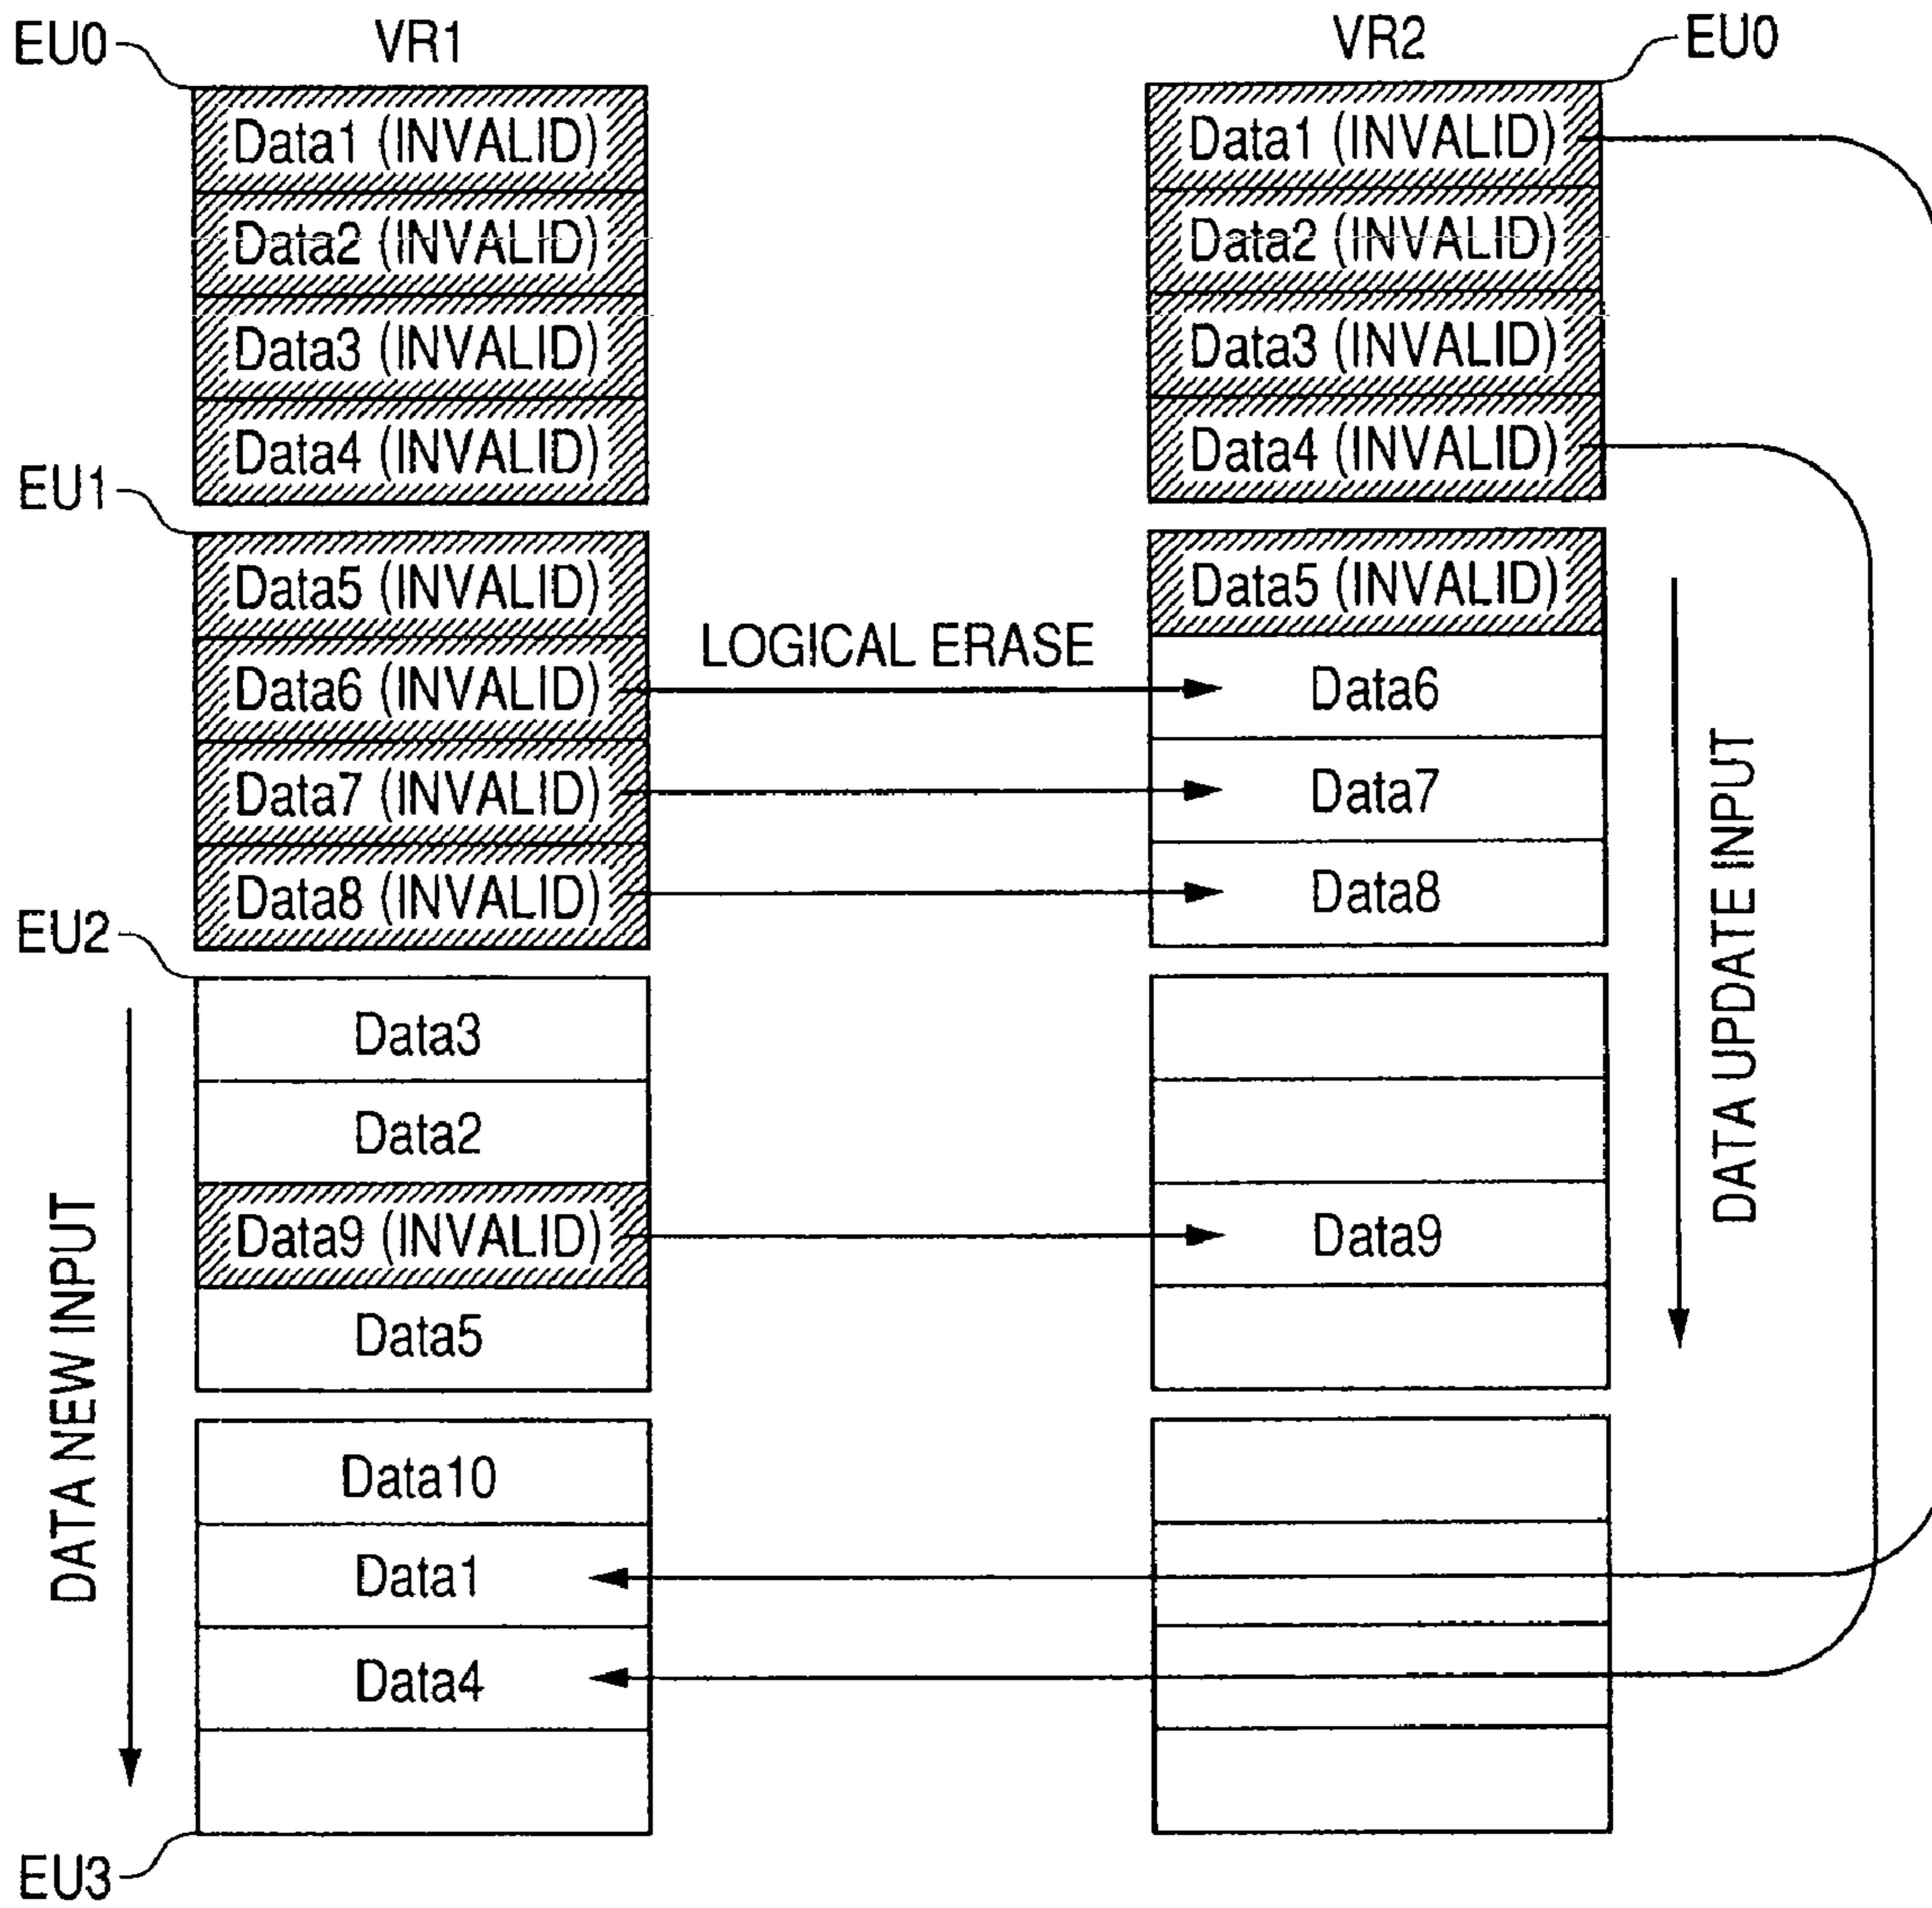 EU0
VR1
VR2
EU0
Data1 (INVALID)
Data2 (INVALID)
Data3 (INVALID)
Data4 (INVALID)
Data1 (INVALID)
Data2 (INVALID)
Data3 (INVALID)
Data4 (INVALID)
EU1
Data5 (INVALID)
Data6 (INVALID)
Data7 (INVALID)
Data8 (INVALID)
LOGICAL ERASE
Data5 (INVALID)
Data6
Data7
Data8
DATA UPDATE INPUT
EU2
Data3
Data2
Data9 (INVALID)
Data5
Data9
DATA NEW INPUT
Data10
Data1
Data4
EU3